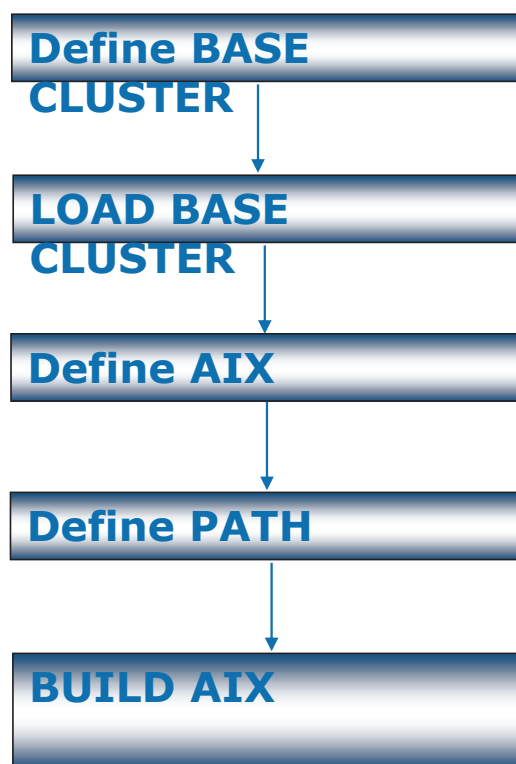 Define BASE
CLUSTER
LOAD BASE
CLUSTER
Define AIX
Define PATH
BUILD AIX